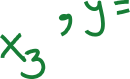 x₃, y=